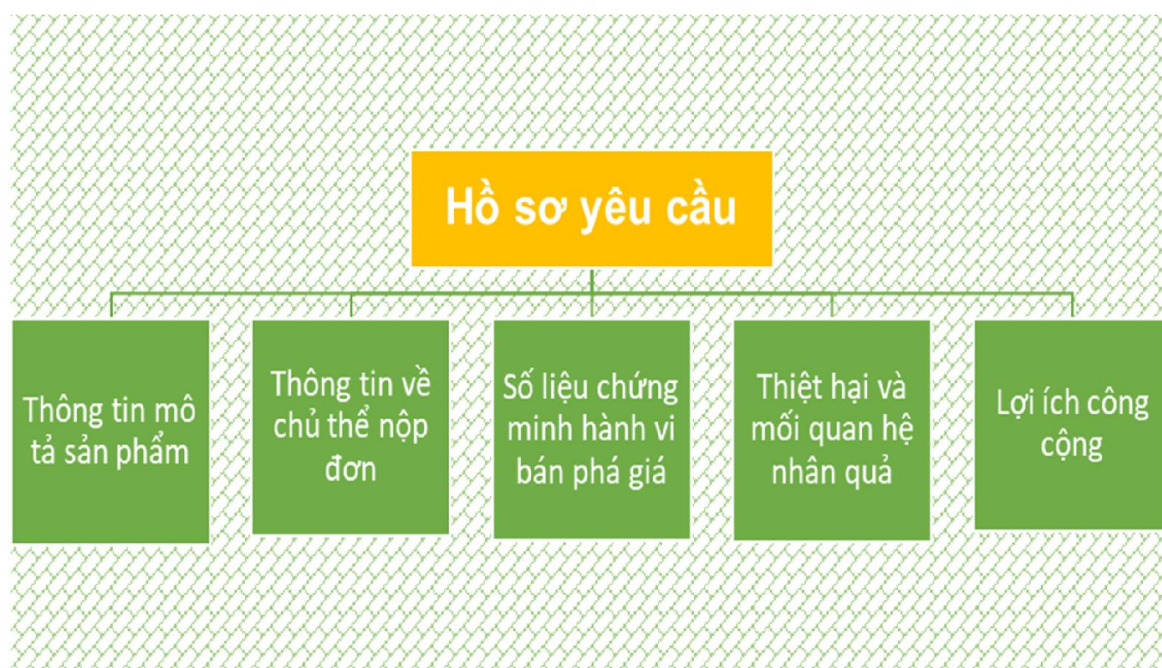 Hồ sơ yêu cầu
Thông tin mô
tả sản phẩm
Thông tin về
chủ thể nộp
đơn
Số liệu chứng
minh hành vi
bán phá giá
Thiệt hại và
mối quan hệ
nhân quả
Lợi ích công
cộng